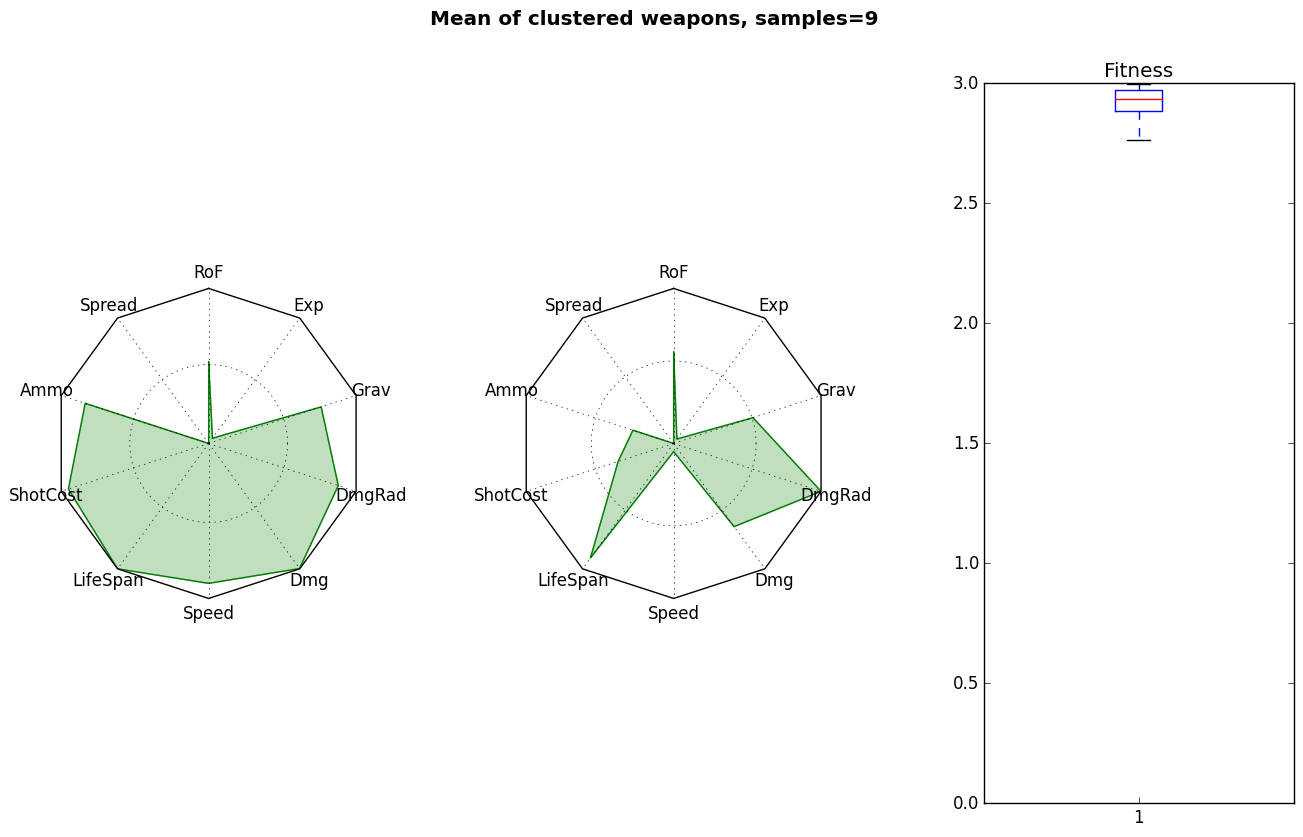 Mean of clustered weapons, samples=9
RoF
Exp
Spread
Grav
Ammo
DmgRad
ShotCost
Dmg
LifeSpan
Speed
RoF
Exp
Spread
Grav
Ammo
DmgRad
ShotCost
Dmg
LifeSpan
Speed
Fitness
3.0
2.5
2.0
1.5
1.0
0.5
0.0
1